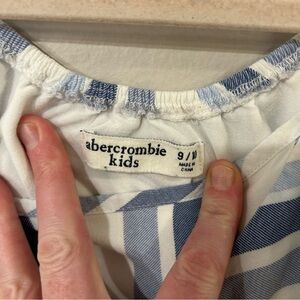 abercrombie
kids
9 / 10
MADE IN
CHINA